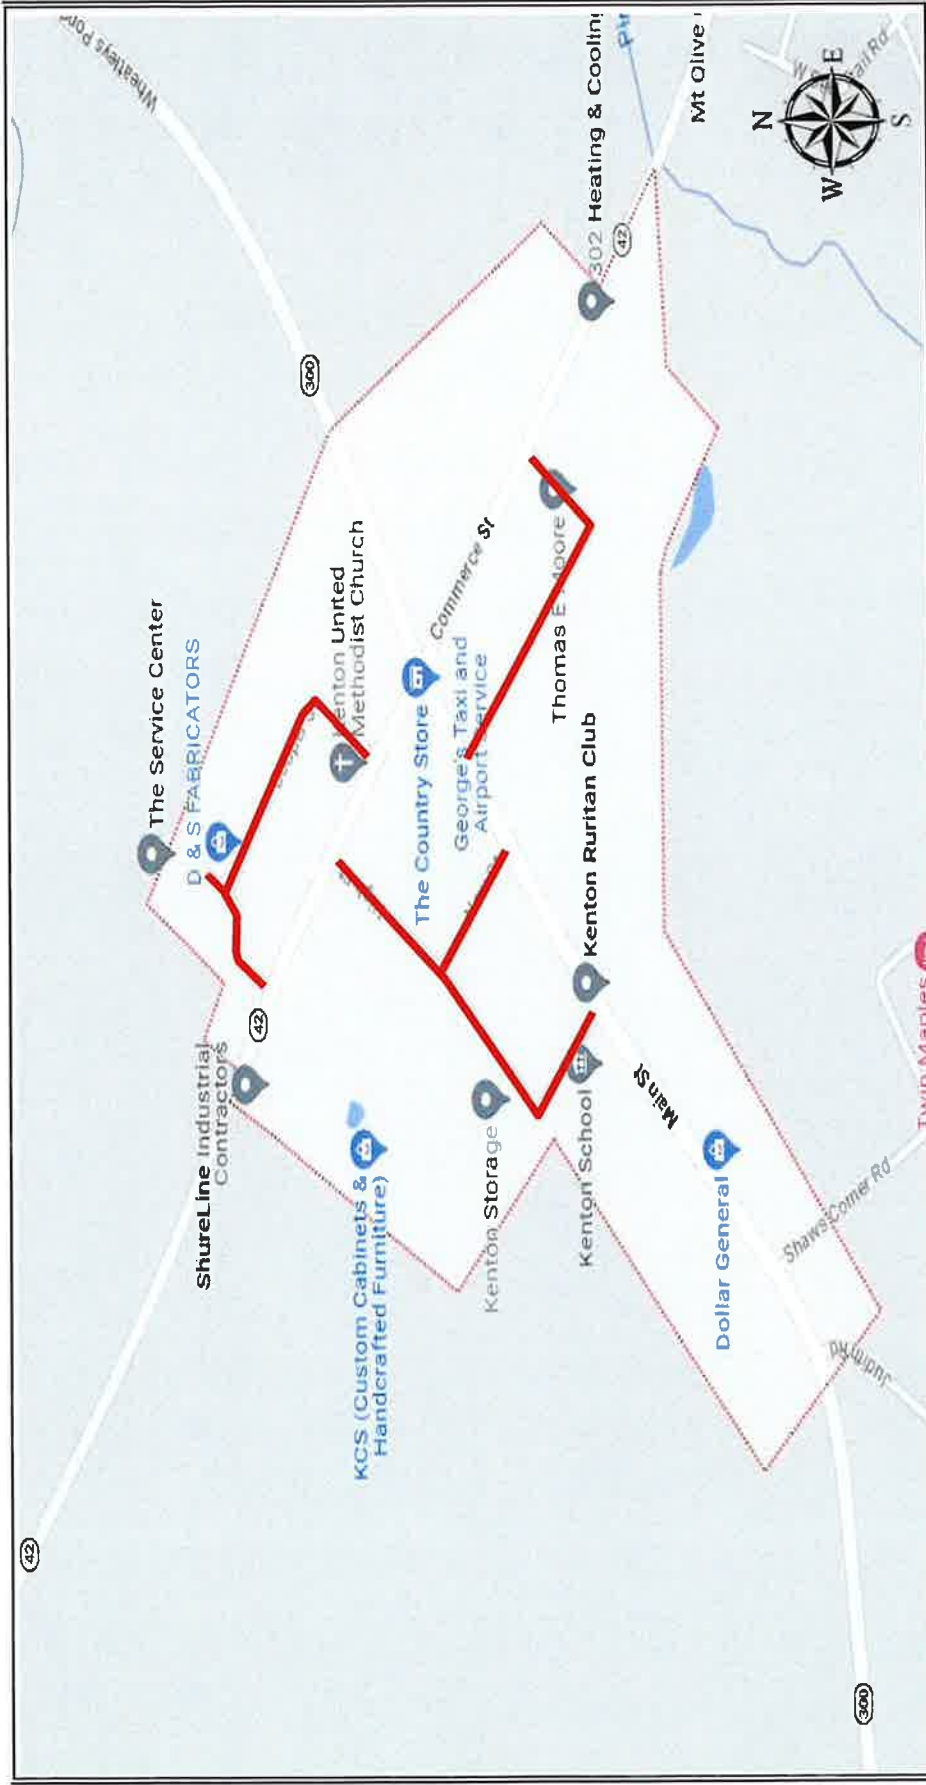 42
Wheatleys Pond
300
The Service Center
D & S FABRICATORS
Kenton United
Methodist Church
42
ShureLine Industrial
Contractors
Commerce St
The Country Store
George's Taxi and
Airport Service
302 Heating & Cooling
42
Mt Olive
KCS (Custom Cabinets &
Handcrafted Furniture)
Kenton Storage
Thomas E Moore
Kenton Ruritan Club
Kenton School
Main St
Dollar General
Shaws Corner Rd
Judith Rd
Twin Maples
300
N
E
S
W